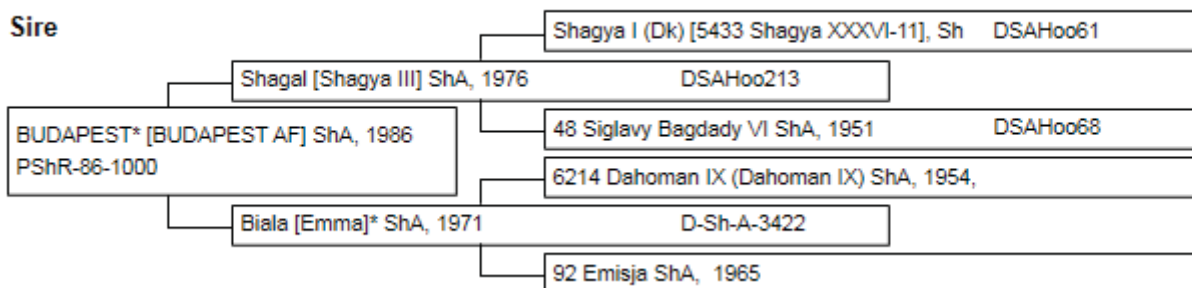 Sire
Shagya I (Dk) [5433 Shagya XXXVI-11], Sh DSAHoo61
Shagal [Shagya III] ShA, 1976 DSAHoo213
48 Siglavy Bagdady VI ShA, 1951 DSAHoo68
BUDAPEST* [BUDAPEST AF] ShA, 1986
PShR-86-1000
6214 Dahoman IX (Dahoman IX) ShA, 1954,
Biala [Emma]* ShA, 1971 D-Sh-A-3422
92 Emisja ShA, 1965